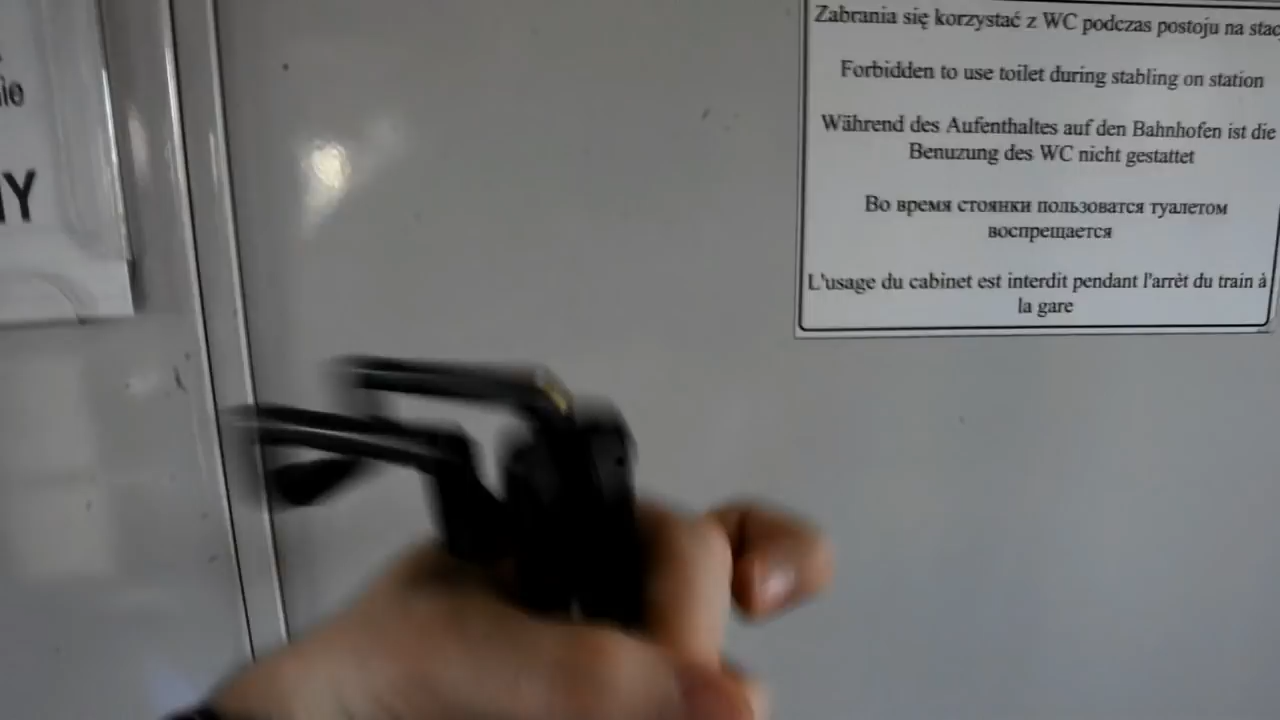 Zabrania się korzystać z WC podczas postoju na stac
Forbidden to use toilet during stabling on station
Während des Aufenthaltes auf den Bahnhofen ist die
Benuzung des WC nicht gestattet
Во время стоянки пользоватся туалетом
воспрещается
L'usage du cabinet est interdit pendant l'arrèt du train à
la gare